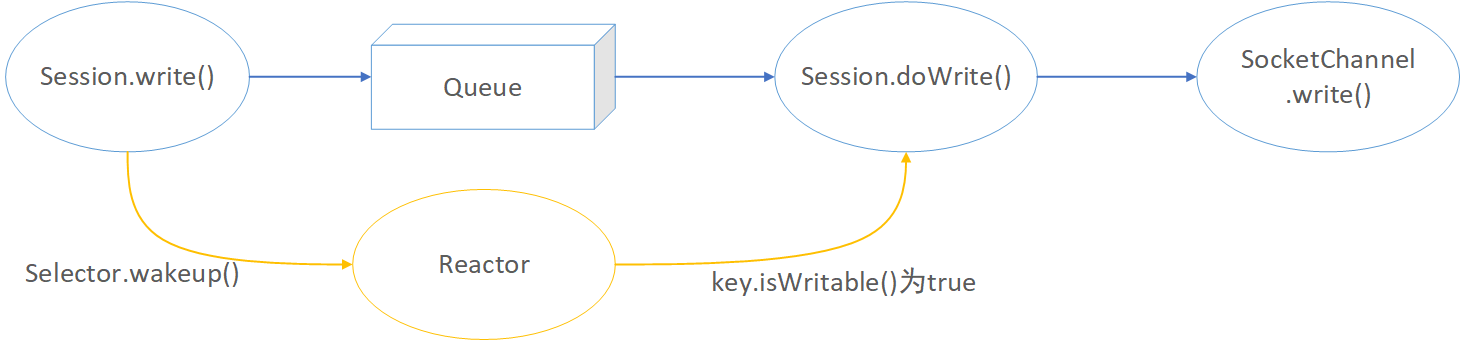 Session.write()
Queue
Session.doWrite()
SocketChannel
.write()
Selector.wakeup()
Reactor
key.isWritable()为true